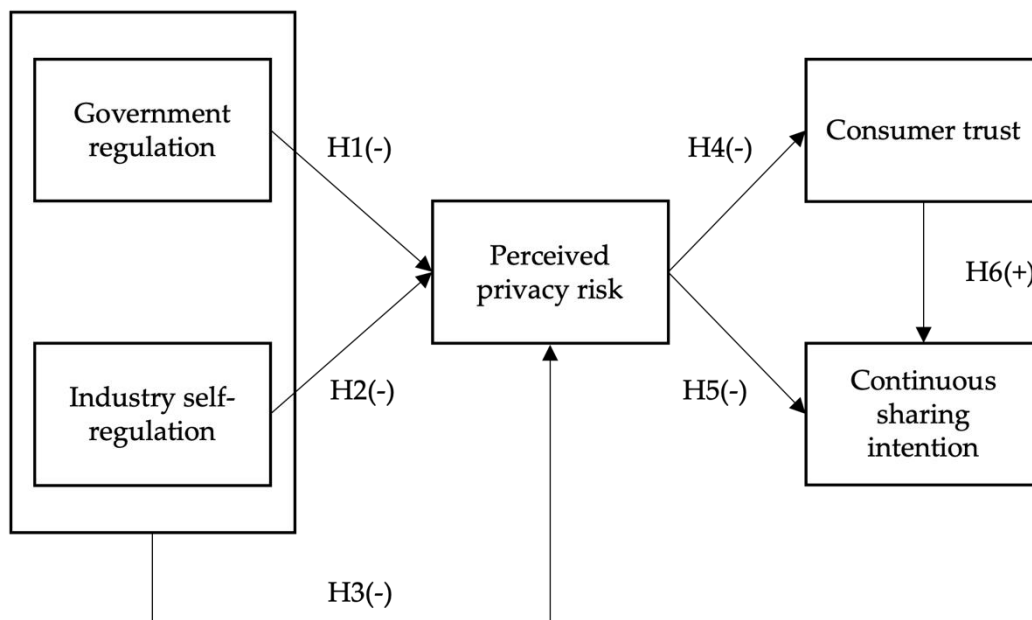 Government
regulation
H1(-)
H4(-)
Consumer trust
Perceived
privacy risk
H6(+)
Industry self-
regulation
H2(-)
H5(-)
Continuous
sharing
intention
H3(-)